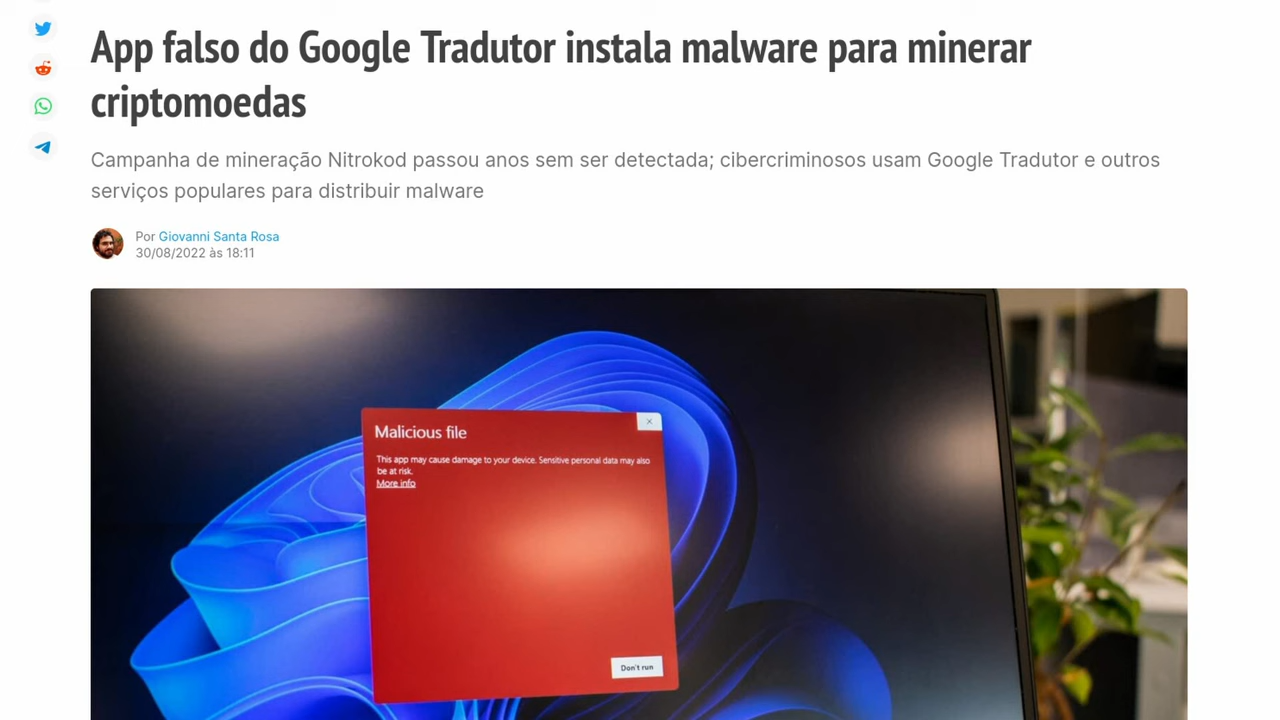 App falso do Google Tradutor instala malware para minerar
criptomoedas
Campanha de mineração Nitrokod passou anos sem ser detectada; cibercriminosos usam Google Tradutor e outros
serviços populares para distribuir malware
Por Giovanni Santa Rosa
30/08/2022 às 18:11
Malicious file
This app may cause damage to your device. Sensitive personal data may also
be at risk.
More info
Don't run